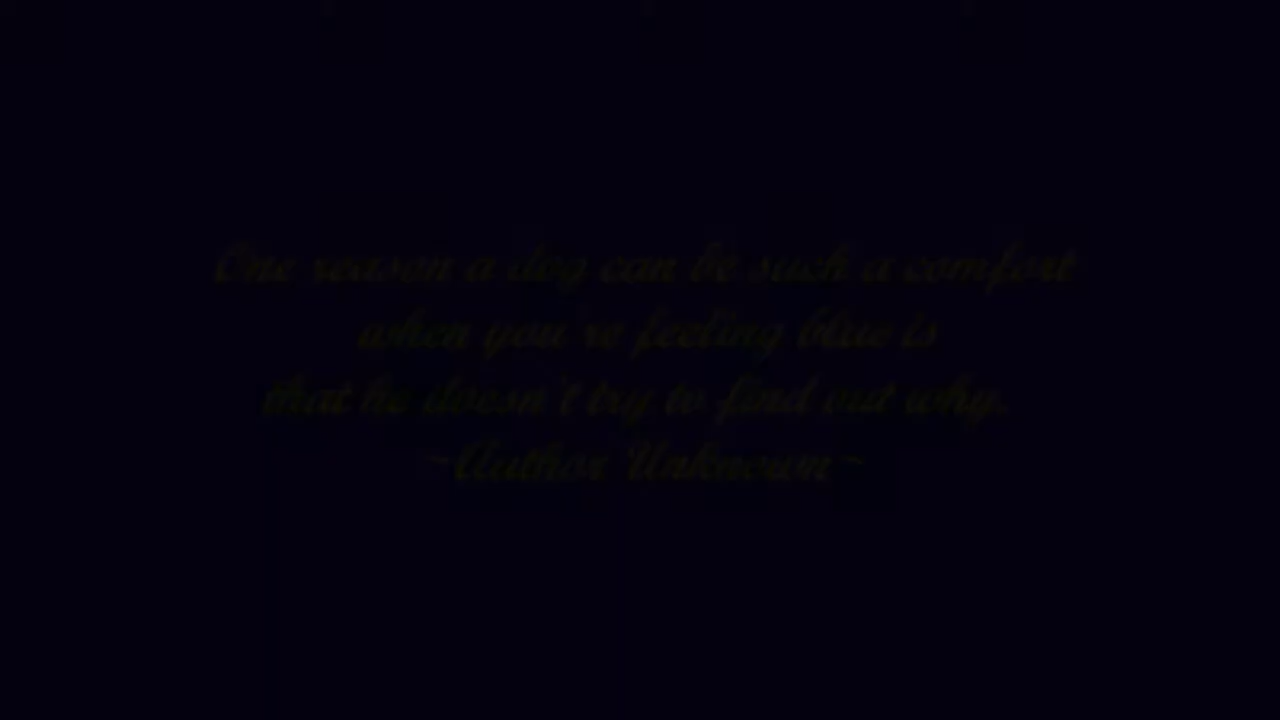 One reason a dog can be such a comfort
when you've feeling blue is
that he doesn't try to find out why.
~Author Unknown~